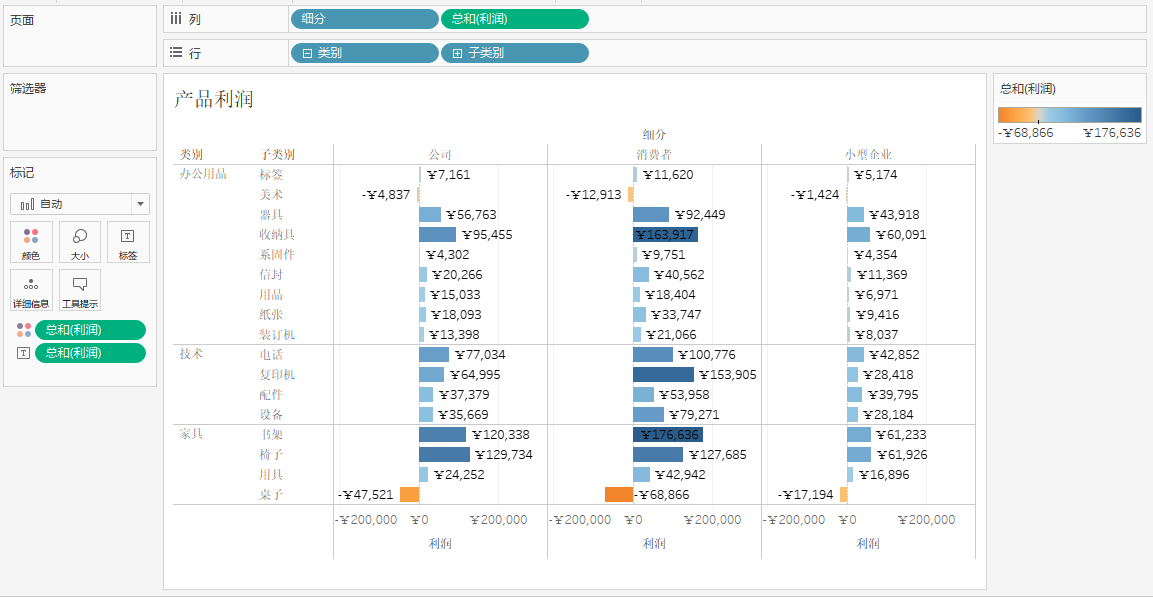 页面
列 细分 总和(利润)
行 类别 子类别
筛选器
标记
自动
颜色 大小 标签
详细信息 工具提示
总和(利润)
总和(利润)
产品利润
细分
类别 子类别 公司 消费者 小型企业
办公用品 标签 ¥7,161 ¥11,620 ¥5,174
美术 -¥4,837 -¥12,913 -¥1,424
器具 ¥56,763 ¥92,449 ¥43,918
收纳具 ¥95,455 ¥163,917 ¥60,091
系固件 ¥4,302 ¥9,751 ¥4,354
信封 ¥20,266 ¥40,562 ¥11,369
用品 ¥15,033 ¥18,404 ¥6,971
纸张 ¥18,093 ¥33,747 ¥9,416
装订机 ¥13,398 ¥21,066 ¥8,037
技术 电话 ¥77,034 ¥100,776 ¥42,852
复印机 ¥64,995 ¥153,905 ¥28,418
配件 ¥37,379 ¥53,958 ¥39,795
设备 ¥35,669 ¥79,271 ¥28,184
家具 书架 ¥120,338 ¥176,636 ¥61,233
椅子 ¥129,734 ¥127,685 ¥61,926
用具 ¥24,252 ¥42,942 ¥16,896
桌子 -¥47,521 -¥68,866 -¥17,194
-¥200,000 ¥0 ¥200,000 -¥200,000 ¥0 ¥200,000 -¥200,000 ¥0 ¥200,000
利润 利润 利润
总和(利润)
-¥68,866 ¥176,636